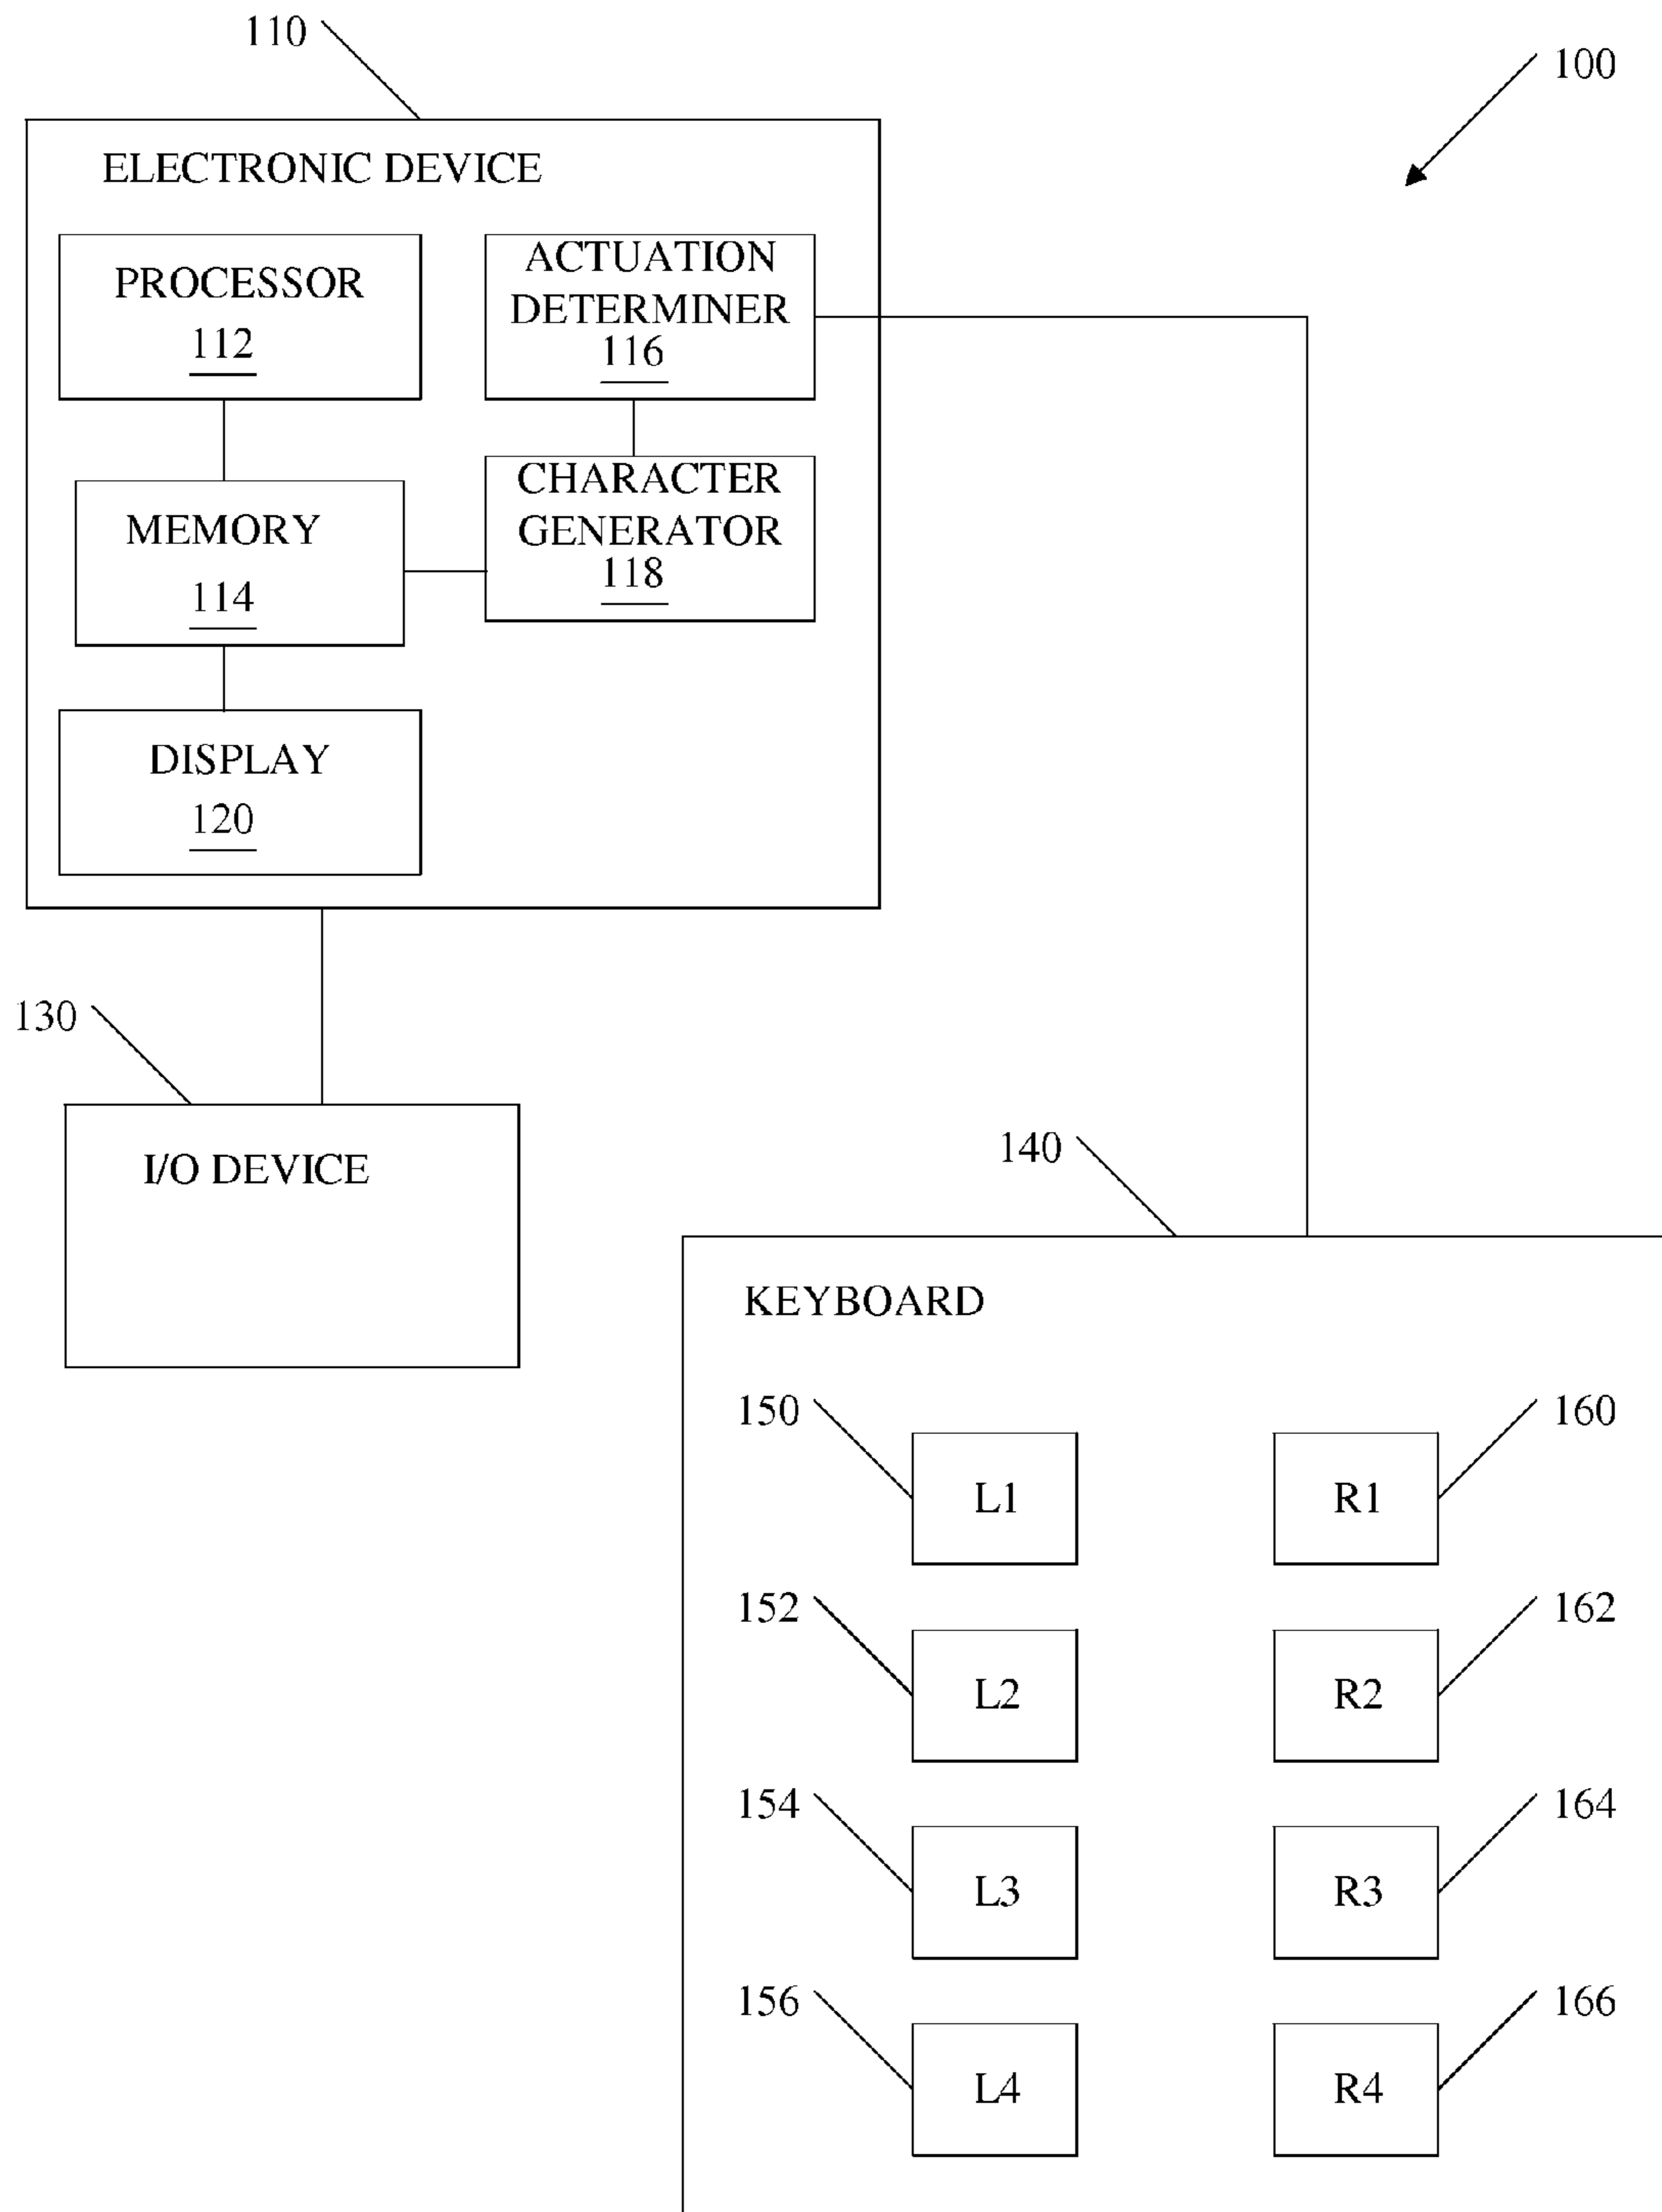 110
100
ELECTRONIC DEVICE
PROCESSOR
112
ACTUATION
DETERMINER
116
MEMORY
114
CHARACTER
GENERATOR
118
DISPLAY
120
130
I/O DEVICE
140
KEYBOARD
150
L1
R1
160
152
L2
R2
162
154
L3
R3
164
156
L4
R4
166